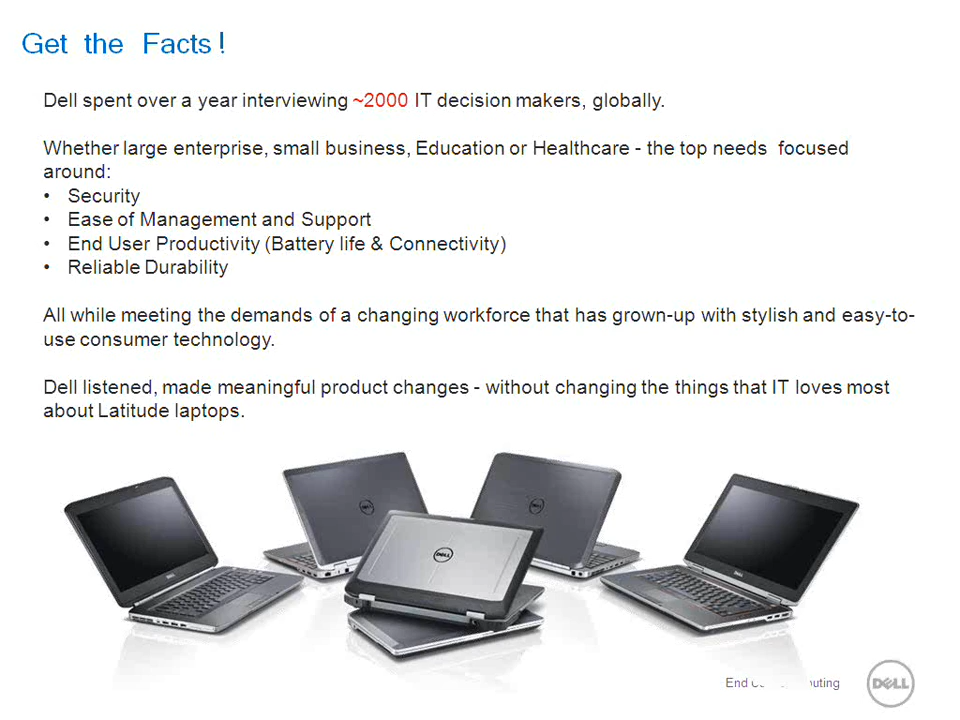 Get the Facts !
Dell spent over a year interviewing ~2000 IT decision makers, globally.
Whether large enterprise, small business, Education or Healthcare - the top needs focused
around:
• Security
• Ease of Management and Support
• End User Productivity (Battery life & Connectivity)
• Reliable Durability
All while meeting the demands of a changing workforce that has grown-up with stylish and easy-to-
use consumer technology.
Dell listened, made meaningful product changes - without changing the things that IT loves most
about Latitude laptops.
DELL
End
DELL